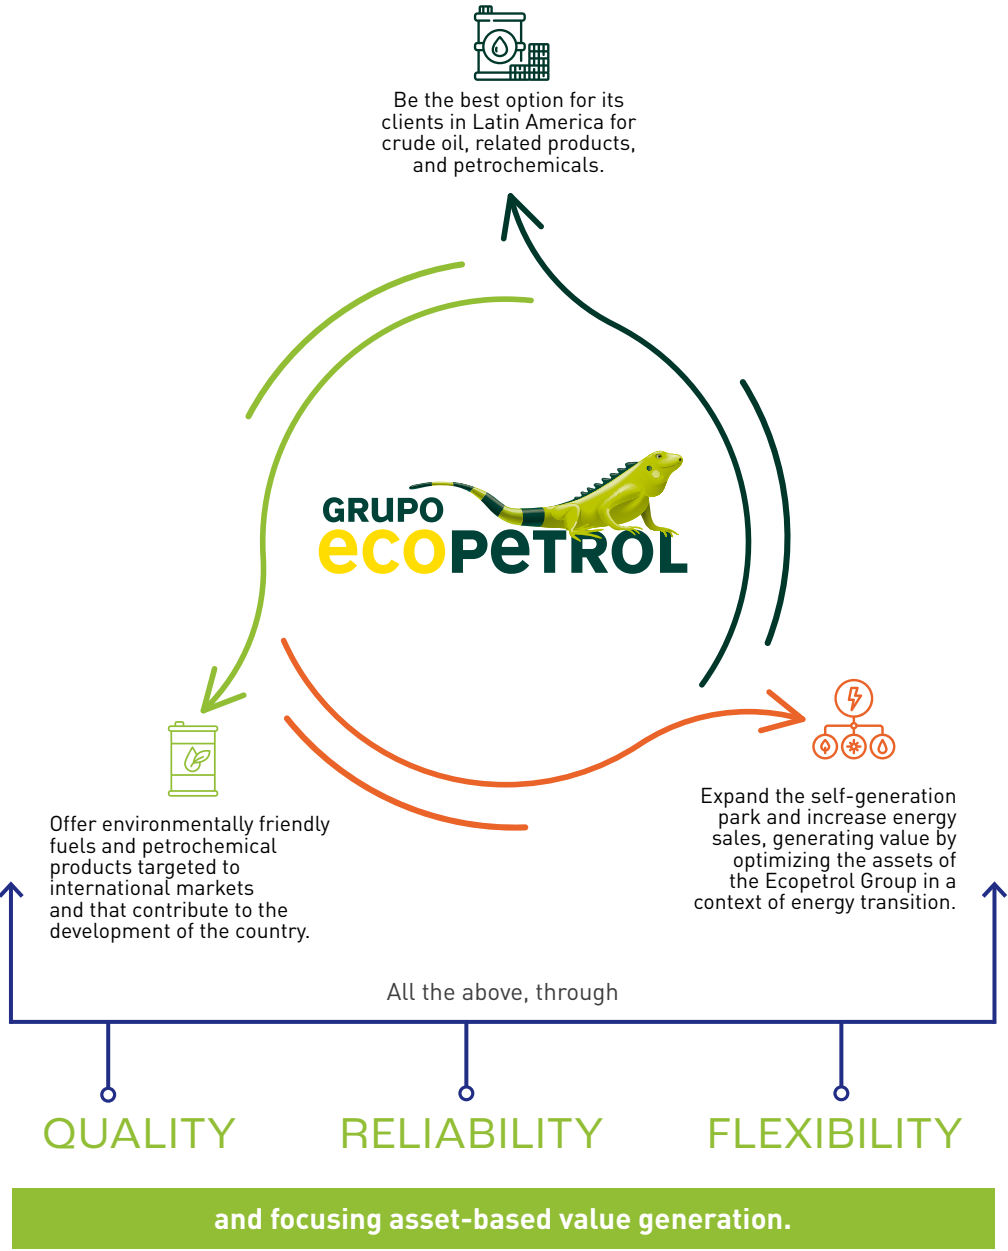 Be the best option for its
clients in Latin America for
crude oil, related products,
and petrochemicals.
GRUPO
ecopetrol
Offer environmentally friendly
fuels and petrochemical
products targeted to
international markets
and that contribute to the
development of the country.
Expand the self-generation
park and increase energy
sales, generating value by
optimizing the assets of
the Ecopetrol Group in a
context of energy transition.
All the above, through
QUALITY
RELIABILITY
FLEXIBILITY
and focusing asset-based value generation.